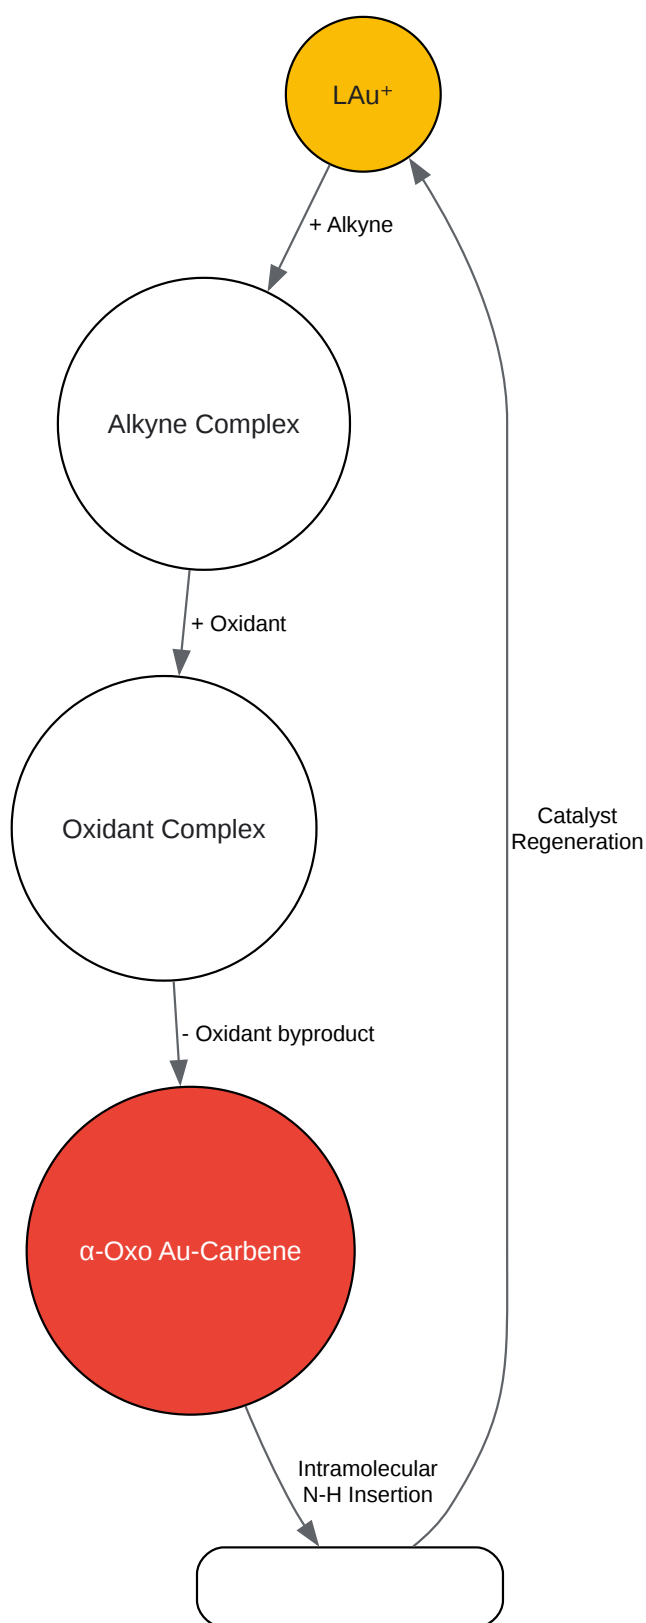 LAu⁺
+ Alkyne
Alkyne Complex
+ Oxidant
Oxidant Complex
Catalyst
Regeneration
- Oxidant byproduct
α-Oxo Au-Carbene
Intramolecular
N-H Insertion